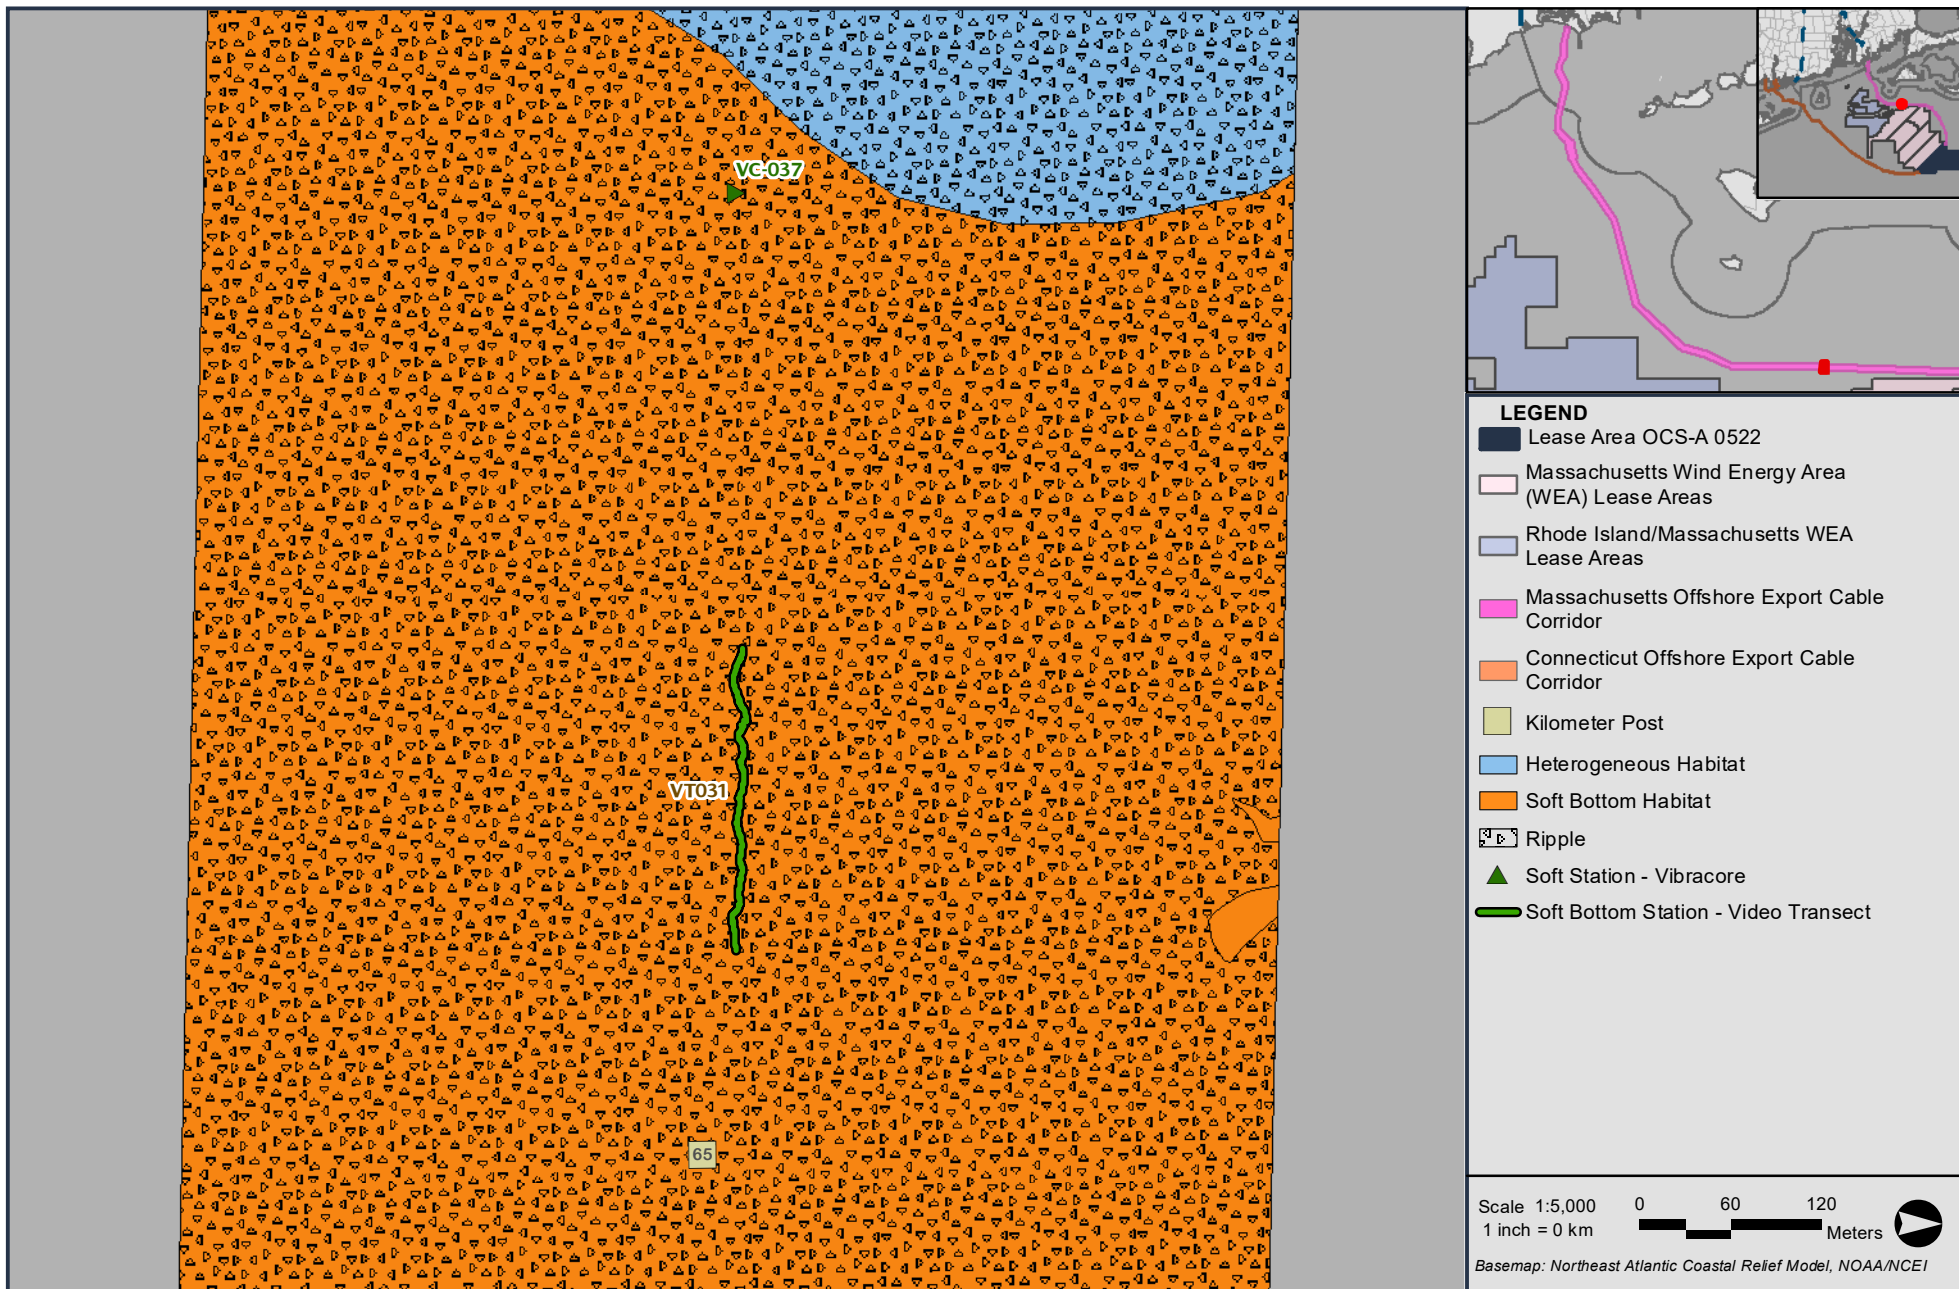 VC-037
VT031
65
LEGEND
Lease Area OCS-A 0522
Massachusetts Wind Energy Area
(WEA) Lease Areas
Rhode Island/Massachusetts WEA
Lease Areas
Massachusetts Offshore Export Cable
Corridor
Connecticut Offshore Export Cable
Corridor
Kilometer Post
Heterogeneous Habitat
Soft Bottom Habitat
Ripple
Soft Station - Vibracore
Soft Bottom Station - Video Transect
Scale 1:5,000
1 inch = 0 km
0 60 120
Meters
Basemap: Northeast Atlantic Coastal Relief Model, NOAA/NCEI